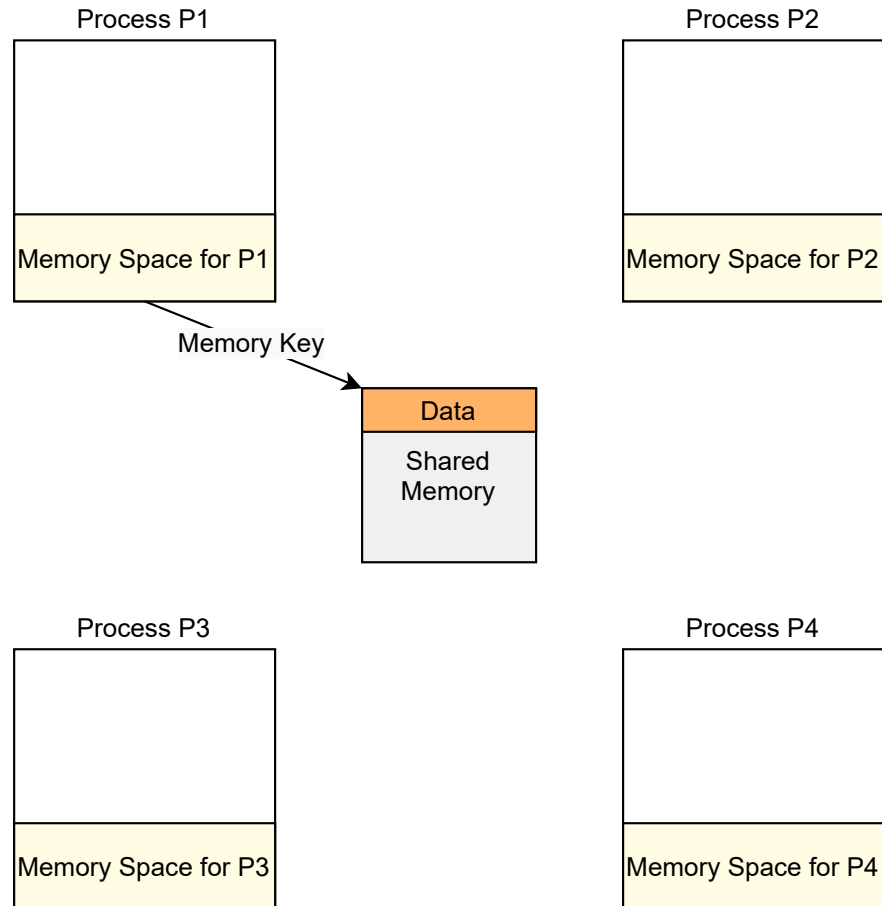 Process P1
Process P2
Memory Space for P1
Memory Space for P2
Memory Key
Data
Shared
Memory
Process P3
Process P4
Memory Space for P3
Memory Space for P4